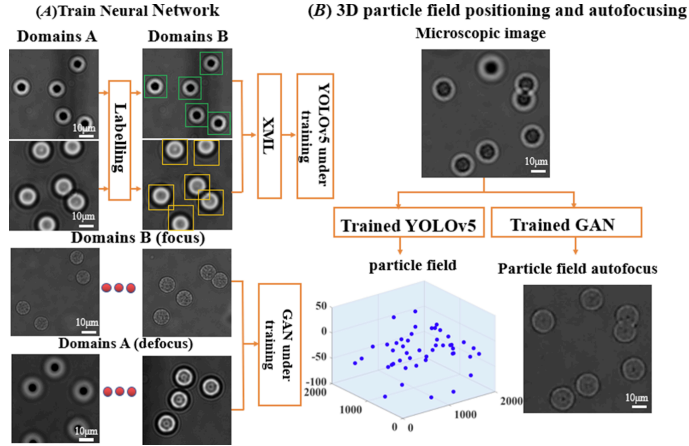 (A)Train Neural Network
Domains A
Domains B
10μm
10μm
Labelling
XML
YOLOv5 under
training
Domains B (focus)
10μm
10μm
Domains A (defocus)
10μm
10μm
GAN under
training
(B) 3D particle field positioning and autofocusing
Microscopic image
10μm
Trained YOLOv5
Trained GAN
particle field
Particle field autofocus
50
0
-50
-100
2000
1000
0
0
1000
2000
10μm